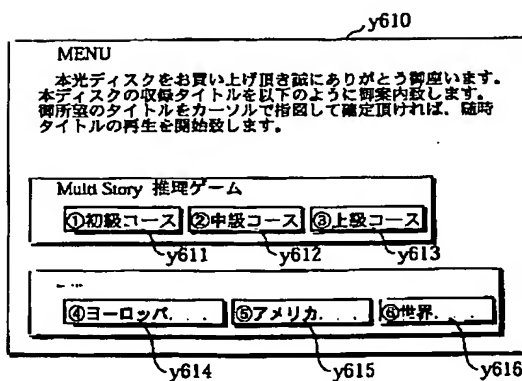 y610
MENU
本光ディスクをお買い上げ頂き誠にありがとう御座います。
本ディスクの収録タイトルを以下のように御案内致します。
御所望のタイトルをカーソルで指図して確定頂ければ、随時
タイトルの再生を開始致します。
Multi Story 推理ゲーム
①初級コース ②中級コース ③上級コース
y611 y612 y613
④ヨーロッパ. . . ⑤アメリカ. . . ⑥世界. . .
y614 y615 y616